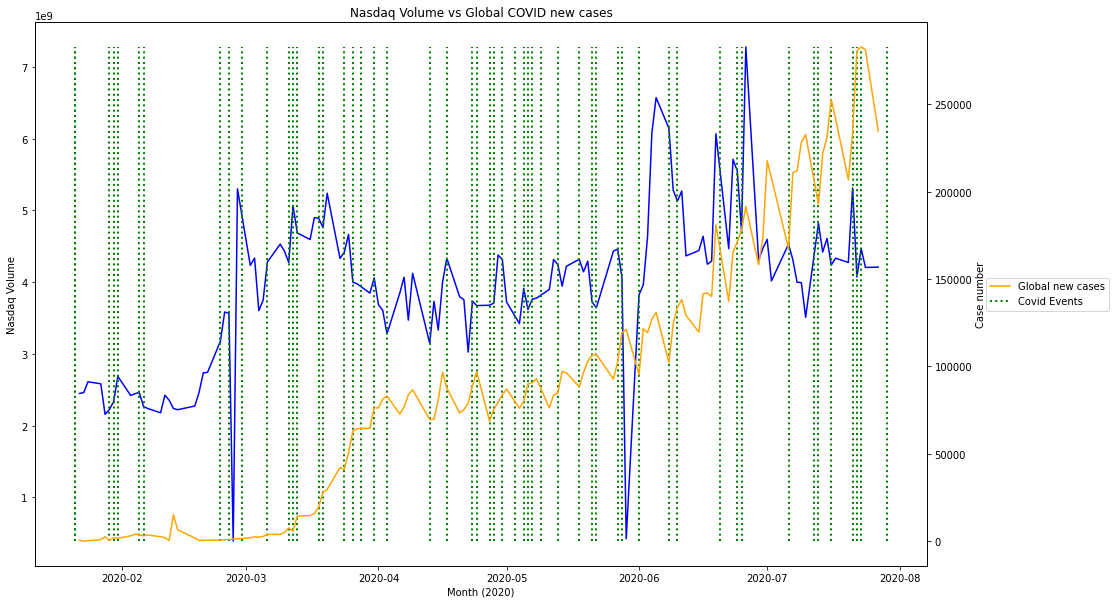 Nasdaq Volume vs Global COVID new cases
1e9
7
6
5
4
3
2
1
Nasdaq Volume
2020-02
2020-03
2020-04
2020-05
2020-06
2020-07
2020-08
Month (2020)
250000
200000
150000
100000
50000
0
Case number
Global new cases
Covid Events